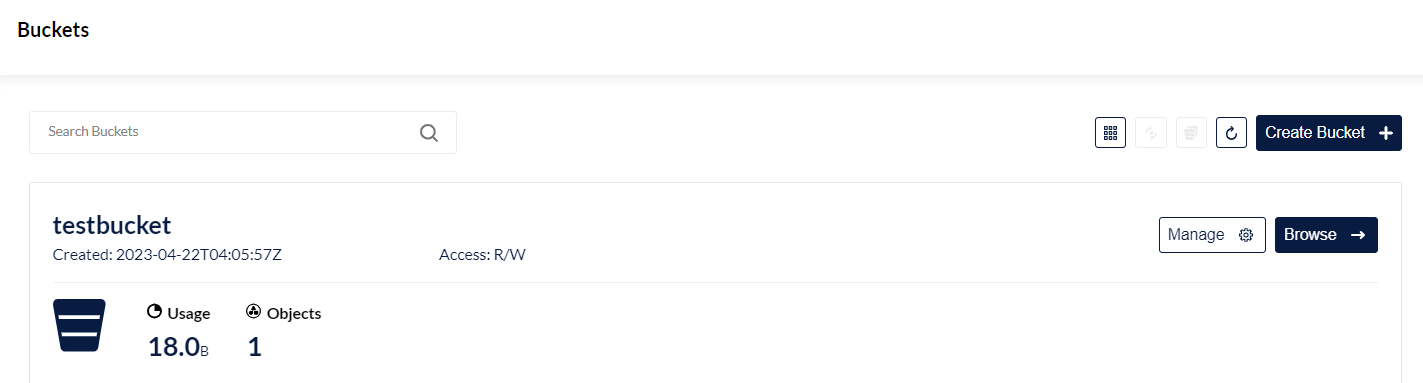 Buckets
Search Buckets
Create Bucket
testbucket
Created: 2023-04-22T04:05:57Z Access: R/W
Manage
Browse
Usage Objects
18.0B 1